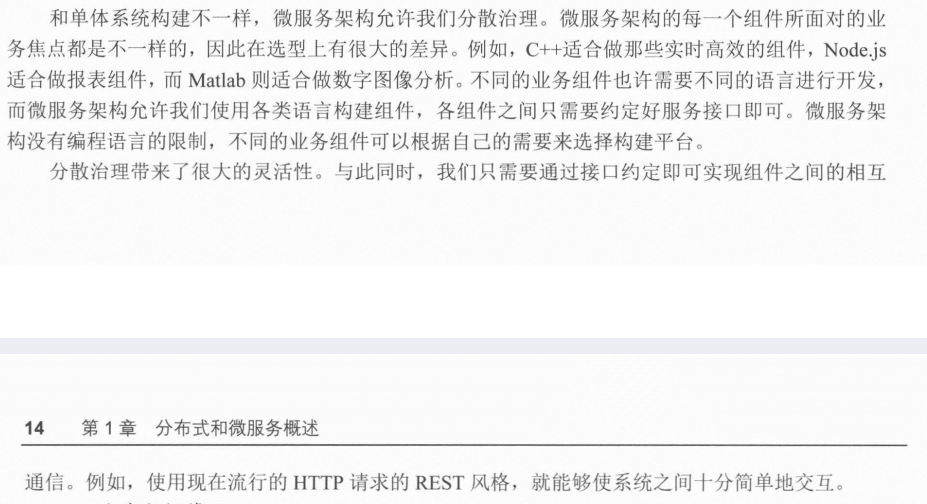 和单体系统构建不一样，微服务架构允许我们分散治理。微服务架构的每一个组件所面对的业
务焦点都是不一样的，因此在选型上有很大的差异。例如，C++适合做那些实时高效的组件，Node.js
适合做报表组件，而 Matlab 则适合做数字图像分析。不同的业务组件也许需要不同的语言进行开发，
而微服务架构允许我们使用各类语言构建组件，各组件之间只需要约定好服务接口即可。微服务架
构没有编程语言的限制，不同的业务组件可以根据自己的需要来选择构建平台。
分散治理带来了很大的灵活性。与此同时，我们只需要通过接口约定即可实现组件之间的相互
14 第 1 章 分布式和微服务概述
通信。例如，使用现在流行的 HTTP 请求的 REST 风格，就能够使系统之间十分简单地交互。